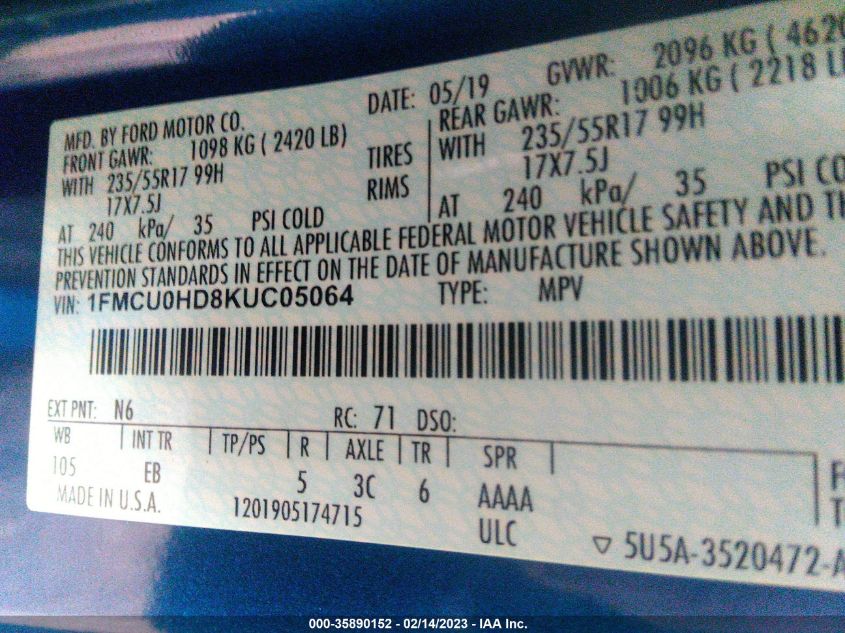 MFD. BY FORD MOTOR CO. DATE: 05/19 GVWR: 2096 KG ( 4620
FRONT GAWR: 1098 KG ( 2420 LB) REAR GAWR: 1006 KG ( 2218 L
WITH 235/55R17 99H TIRES WITH 235/55R17 99H
17X7.5J RIMS 17X7.5J
AT 240 kPa/ 35 PSI COLD AT 240 kPa/ 35 PSI CO
THIS VEHICLE CONFORMS TO ALL APPLICABLE FEDERAL MOTOR VEHICLE SAFETY AND TH
PREVENTION STANDARDS IN EFFECT ON THE DATE OF MANUFACTURE SHOWN ABOVE.
VIN: 1FMCU0HD8KUC05064 TYPE: MPV
EXT PNT: N6 RC: 71 DSO:
WB INT TR TP/PS R AXLE TR SPR
105 EB 5 3C 6 AAAA
MADE IN U.S.A. 1201905174715 ULC
5U5A-3520472-A
000-35890152 — 02/14/2023 — IAA Inc.